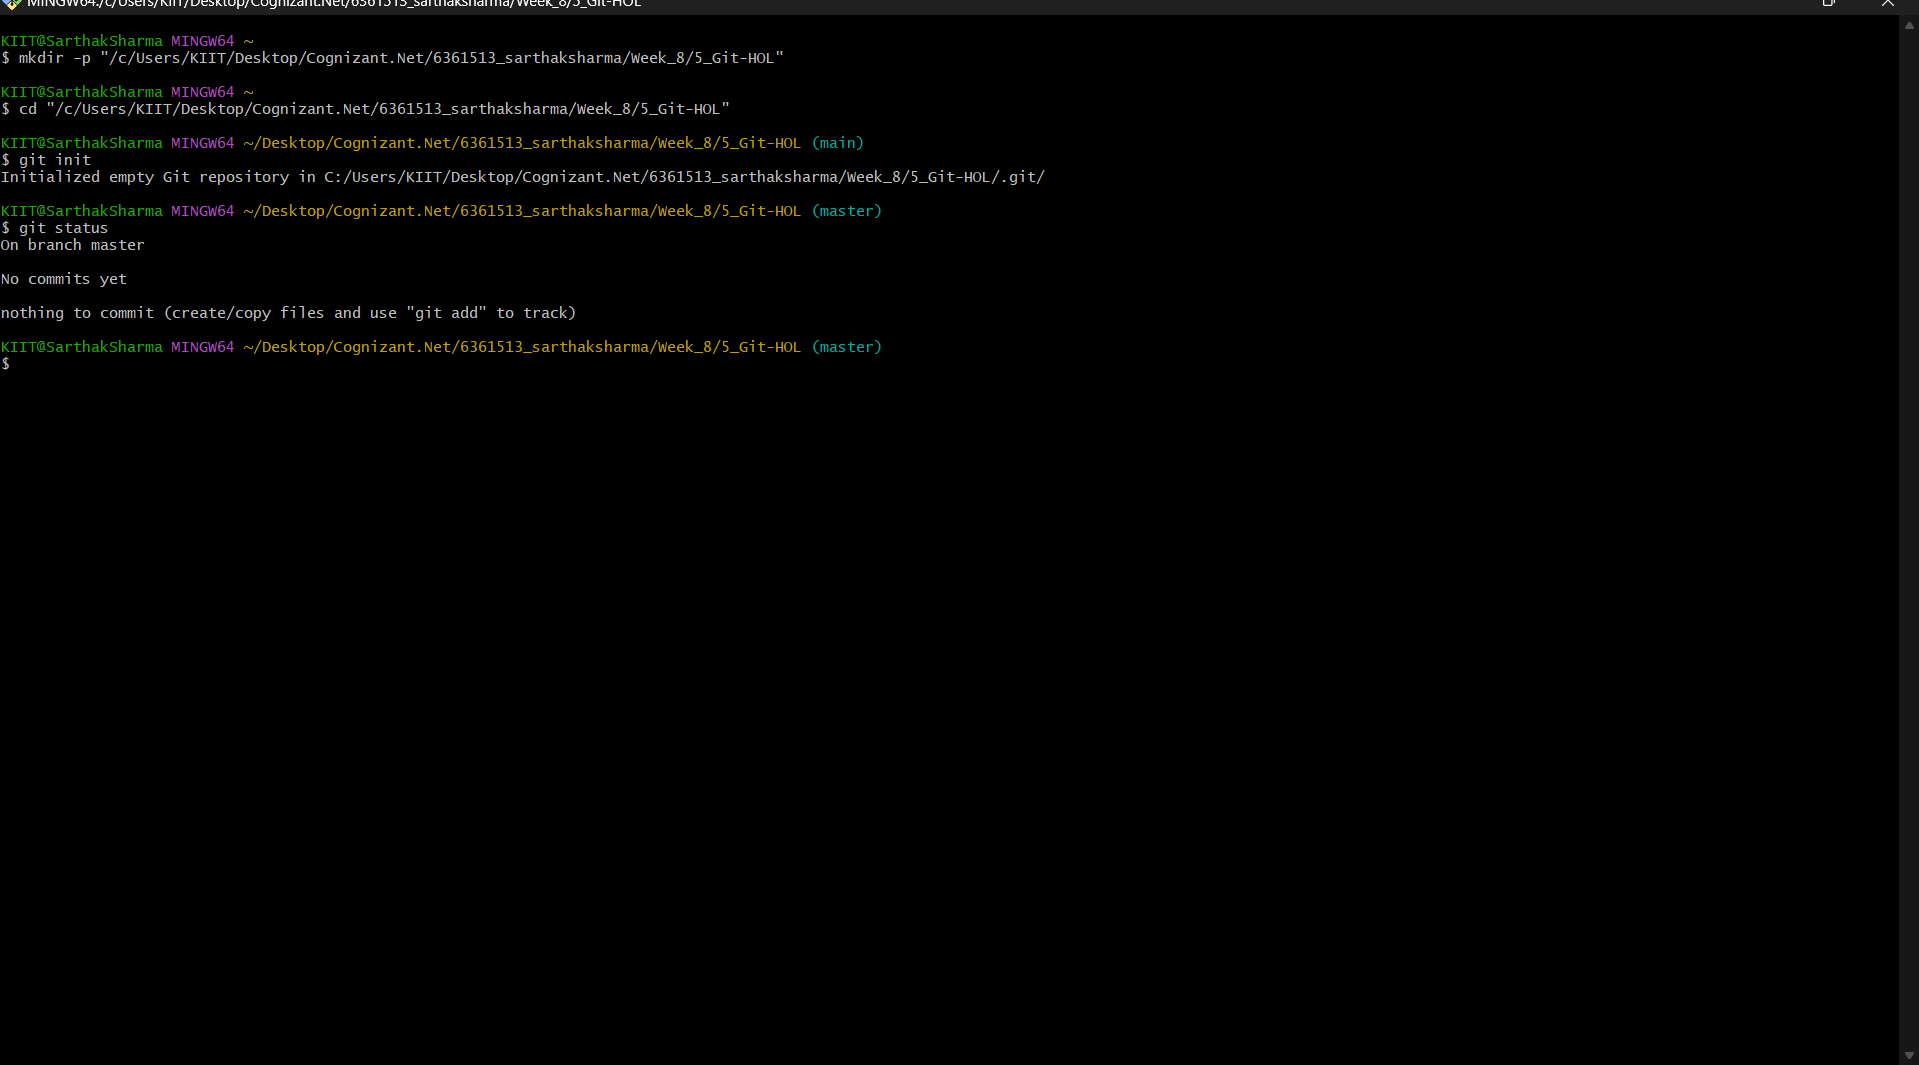 MINGW64:/c/Users/KIIT/Desktop/Cognizant.Net/6361513_sarthaksharma/Week_8/5_Git-HOL
KIIT@SarthakSharma MINGW64 ~
$ mkdir -p "/c/Users/KIIT/Desktop/Cognizant.Net/6361513_sarthaksharma/Week_8/5_Git-HOL"
KIIT@SarthakSharma MINGW64 ~
$ cd "/c/Users/KIIT/Desktop/Cognizant.Net/6361513_sarthaksharma/Week_8/5_Git-HOL"
KIIT@SarthakSharma MINGW64 ~/Desktop/Cognizant.Net/6361513_sarthaksharma/Week_8/5_Git-HOL (main)
$ git init
Initialized empty Git repository in C:/Users/KIIT/Desktop/Cognizant.Net/6361513_sarthaksharma/Week_8/5_Git-HOL/.git/
KIIT@SarthakSharma MINGW64 ~/Desktop/Cognizant.Net/6361513_sarthaksharma/Week_8/5_Git-HOL (master)
$ git status
On branch master
No commits yet
nothing to commit (create/copy files and use "git add" to track)
KIIT@SarthakSharma MINGW64 ~/Desktop/Cognizant.Net/6361513_sarthaksharma/Week_8/5_Git-HOL (master)
$